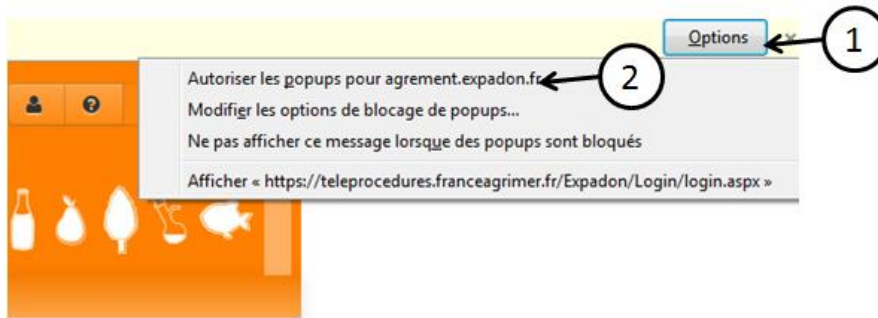 Options
1
Autoriser les popups pour agrement.expadon.fr
2
Modifier les options de blocage de popups...
Ne pas afficher ce message lorsque des popups sont bloqués
Afficher « https://teleprocedures.franceagrimer.fr/Expadon/Login/login.aspx »